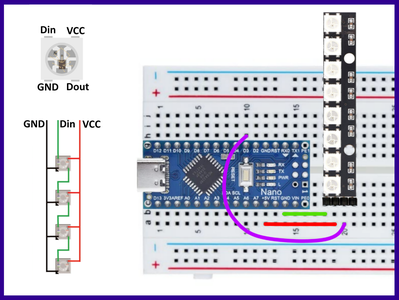 Din VCC
GND Dout
GND Din VCC
1 5 10 15
D12 D11 D10 D9 D8 D7 D6 D5 D4 D3 D2 GND RST RX0 TX1
RESET
RX
TX
PWR
L
Nano
D13 3V3 AREF A0 A1 A2 A3 A4 A5 A6 A7 +5V RST GND VIN
b
a
1 5 10 15 20